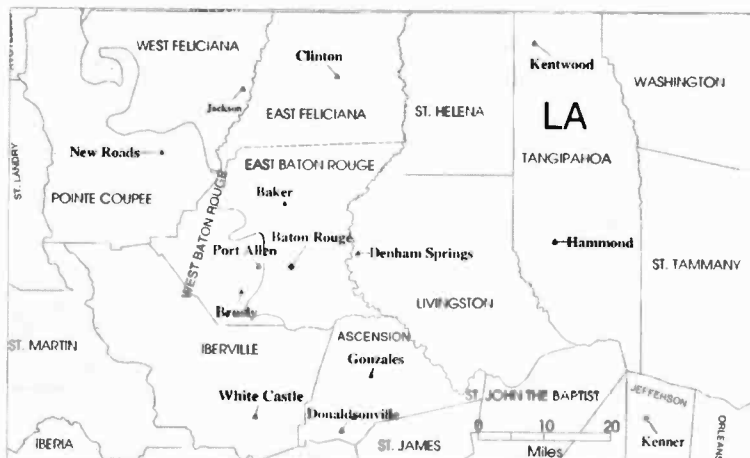 WEST FELICIANA
Clinton
Kentwood
WASHINGTON
Jackson
EAST FELICIANA
ST. HELENA
LA
New Roads
EAST BATON ROUGE
TANGIPAHOA
ST. LANDRY
POINTE COUPEE
WEST BATON ROUGE
Baker
Port Allen
Baton Rouge
Denham Springs
Hammond
ST. TAMMANY
LIVINGSTON
ST. MARTIN
IBERVILLE
ASCENSION
Gonzales
White Castle
Donaldsonville
ST. JOHN THE BAPTIST
JEFFERSON
IBERIA
ST. JAMES
0 10 20
Miles
Kenner